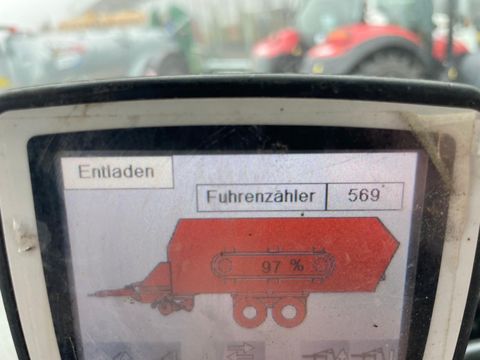 Entladen
Fuhrenzähler 569
97 %